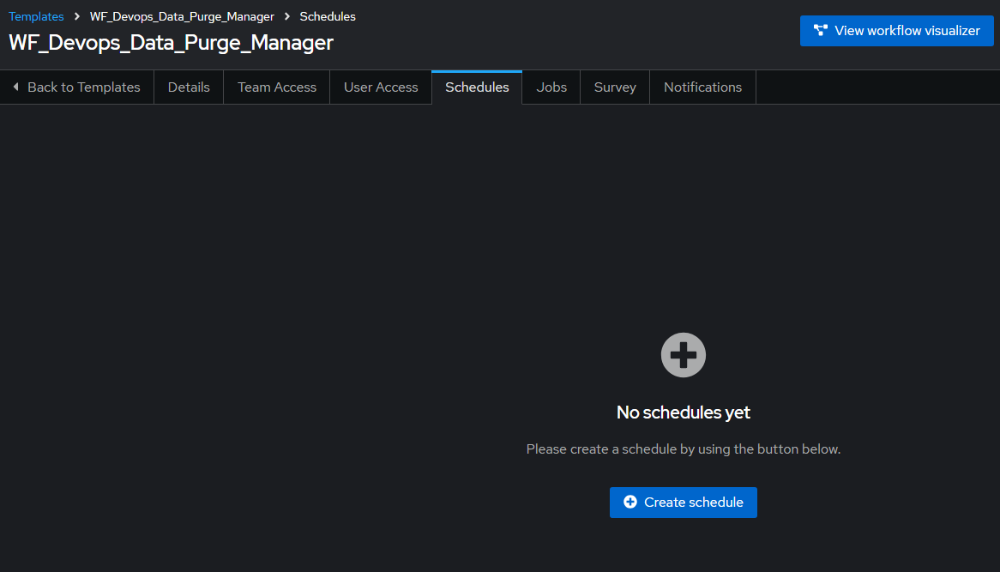 Templates > WF_Devops_Data_Purge_Manager > Schedules
WF_Devops_Data_Purge_Manager
View workflow visualizer
Back to Templates Details Team Access User Access Schedules Jobs Survey Notifications
No schedules yet
Please create a schedule by using the button below.
Create schedule